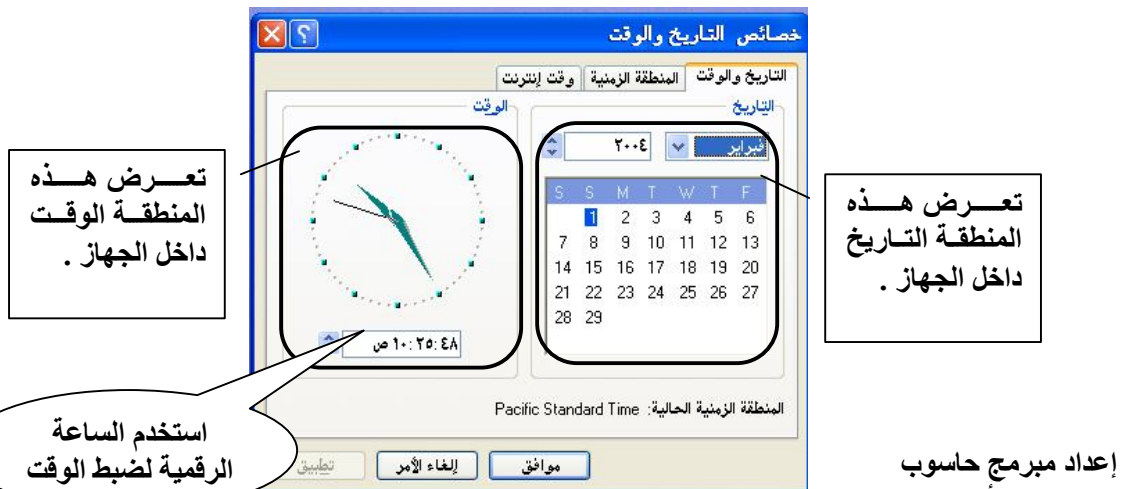 خصائص التاريخ والوقت
التاريخ والوقت
المنطقة الزمنية
وقت إنترنت
التاريخ
الوقت
فبراير
٢٠٠٤
S S M T W T F
1 2 3 4 5 6
7 8 9 10 11 12 13
14 15 16 17 18 19 20
21 22 23 24 25 26 27
28 29
١٠:٢٥:٤٨ ص
المنطقة الزمنية الحالية: Pacific Standard Time
موافق
إلغاء الأمر
تطبيق
تعرض هذه
المنطقة التاريخ
داخل الجهاز .
تعرض هذه
المنطقة الوقت
داخل الجهاز .
استخدم الساعة
الرقمية لضبط الوقت
إعداد مبرمج حاسوب